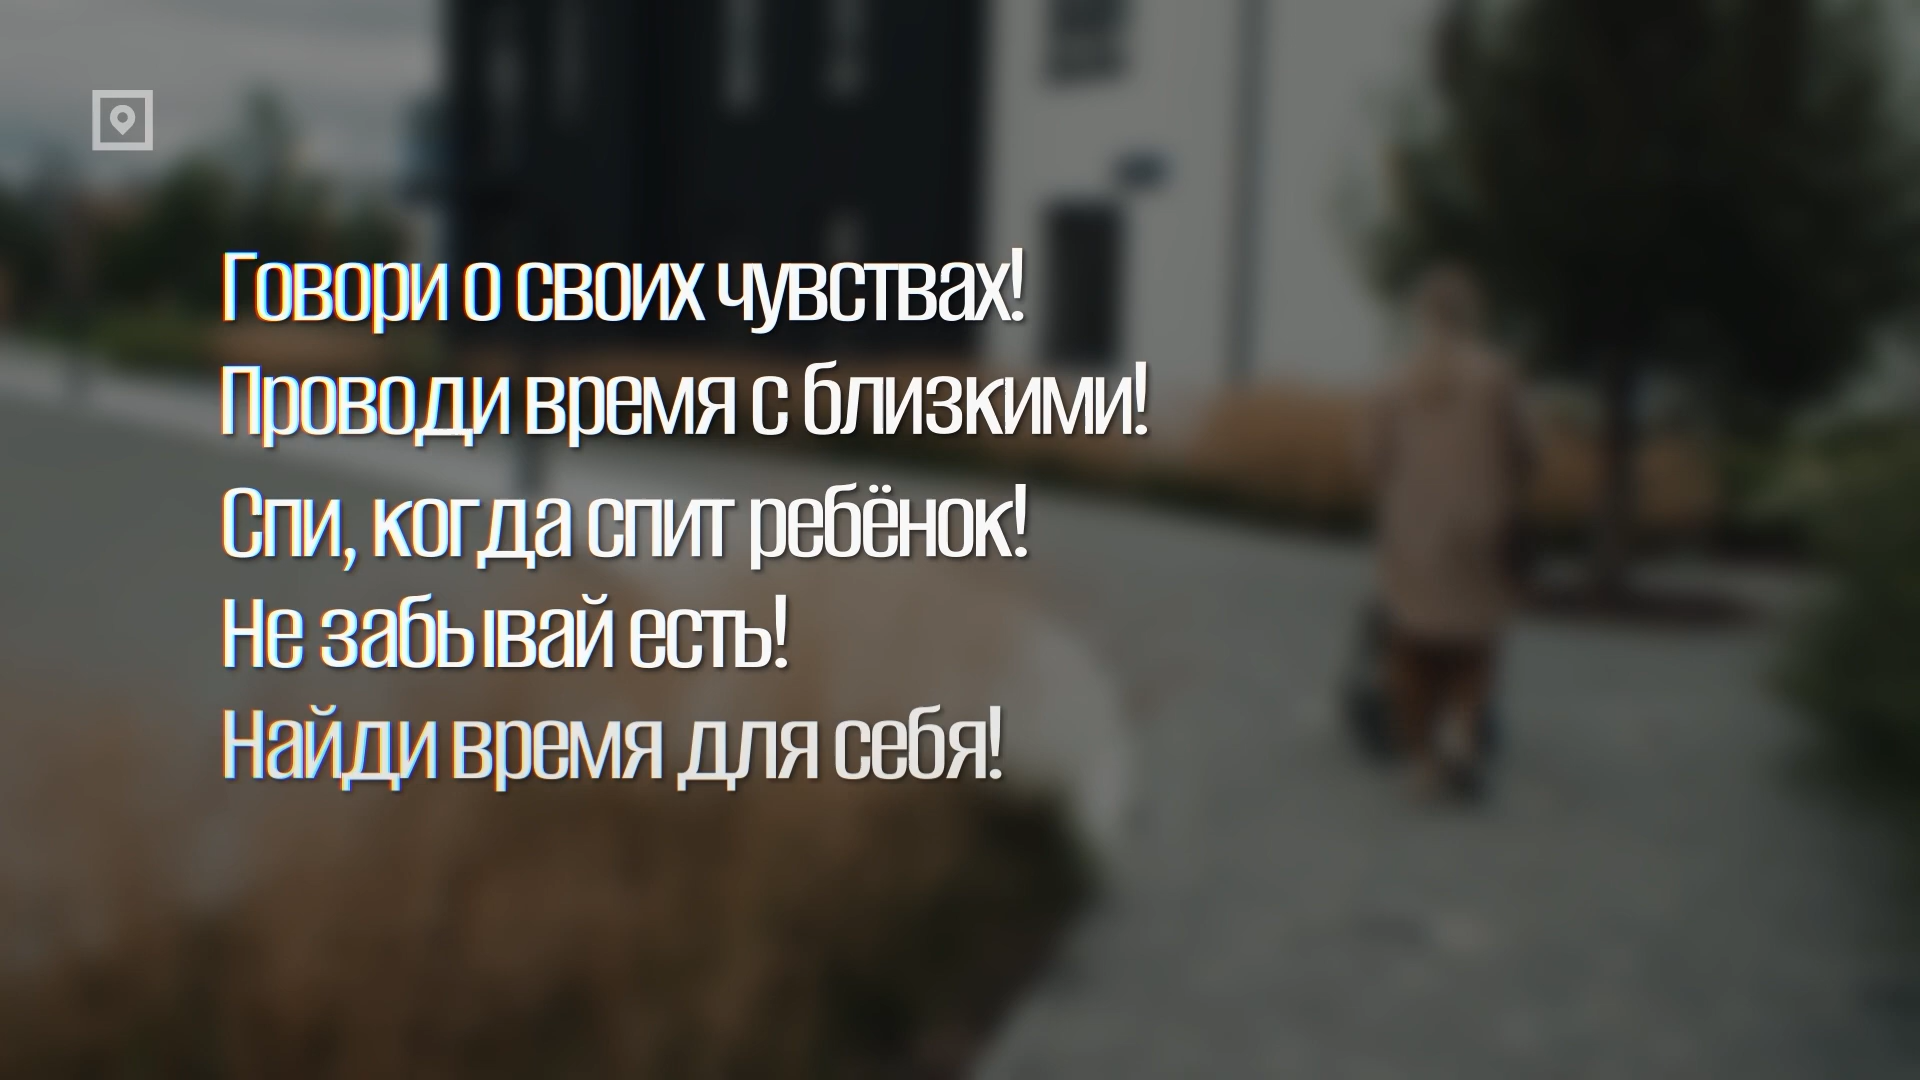 Говори о своих чувствах!
Проводи время с близкими!
Спи, когда спит ребёнок!
Не забывай есть!
Найди время для себя!